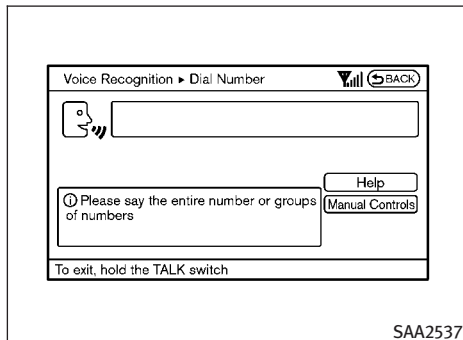 Voice Recognition ▸ Dial Number
BACK
Help
ⓘ Please say the entire number or groups
of numbers
Manual Controls
To exit, hold the TALK switch
SAA2537